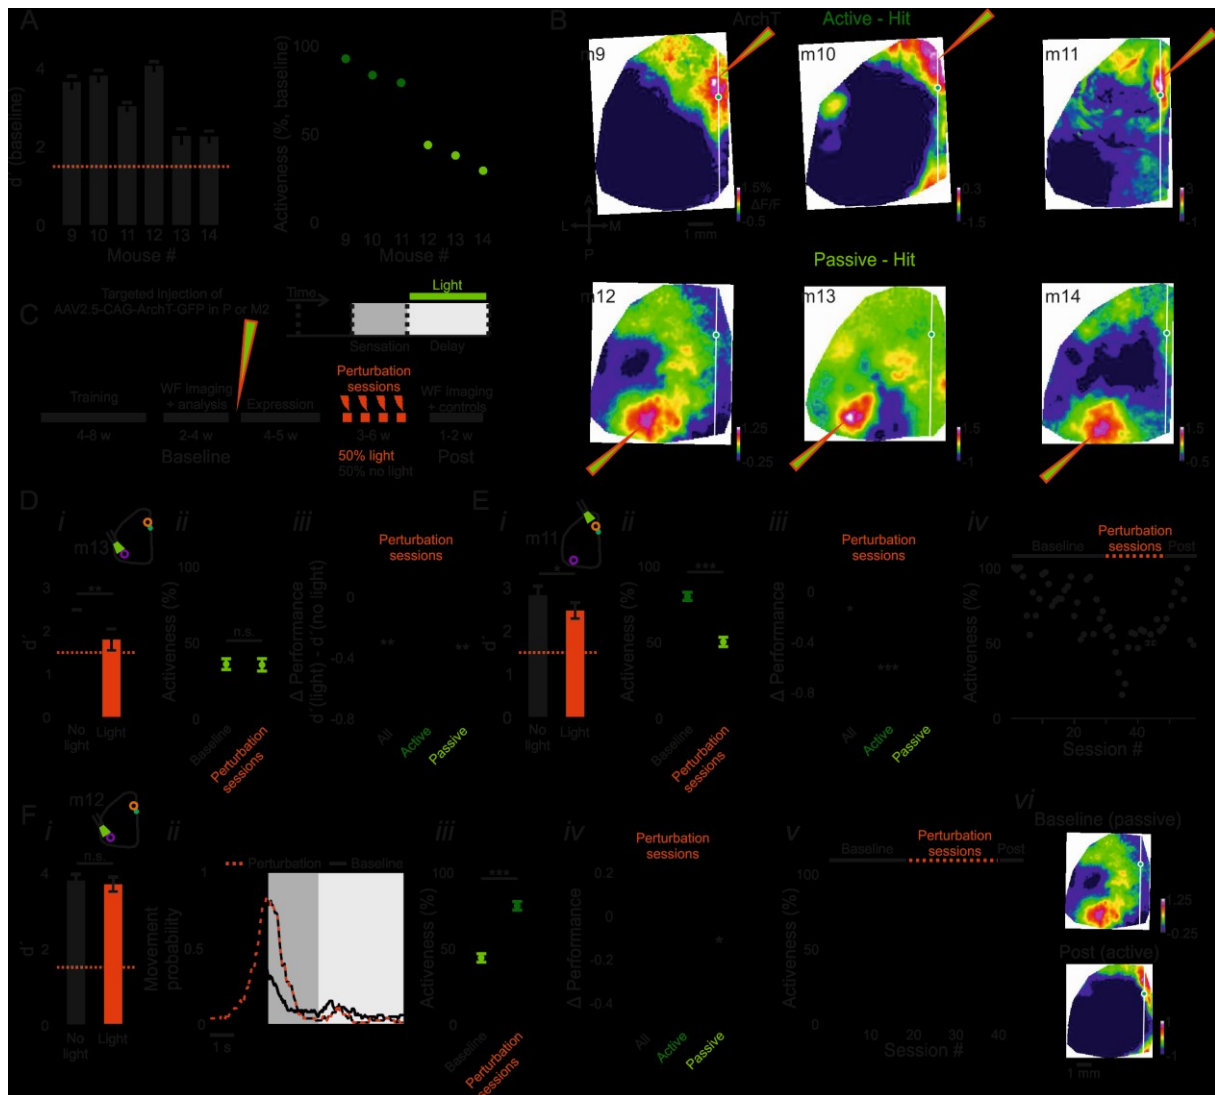 A
d´ (baseline)
4
2
0
9 10 11 12 13 14
Mouse #
Activeness (%, baseline)
100
50
0
9 10 11 12 13 14
Mouse #
B
ArchT
Active - Hit
m9
m10
m11
1.5%
ΔF/F
-0.5
0.3
-1.5
3
-1
A
L M
P
1 mm
Passive - Hit
m12
m13
m14
1.25
-0.25
1.5
-1
1.5
-0.5
C
Targeted injection of
AAV2.5-CAG-ArchT-GFP in P or M2
Time
Light
Sensation Delay
Training
WF Imaging
+ analysis
Expression
Perturbation
sessions
WF imaging
+ controls
4-8 w
2-4 w
4-5 w
3-6 w
1-2 w
Baseline
50% light
50% no light
Post
D
i
m13
**
d´
3
2
1
0
No
light
Light
ii
Activeness (%)
100
50
0
n.s.
Baseline
Perturbation
sessions
iii
Perturbation
sessions
Δ Performance
d´(light) - d´(no light)
0
-0.4
-0.8
**
**
All
Active
Passive
E
i
m11
*
d´
3
2
1
0
No
light
Light
ii
Activeness (%)
100
50
0
***
Baseline
Perturbation
sessions
iii
Perturbation
sessions
Δ Performance
0
-0.4
-0.8
*
***
All
Active
Passive
iv
Baseline
Perturbation
sessions
Post
Activeness (%)
100
50
0
20 40
Session #
F
i
m12
n.s.
d´
4
2
0
No
light
Light
ii
Perturbation
Baseline
Movement
probability
1
0.5
0
1 s
iii
Activeness (%)
100
50
0
***
Baseline
Perturbation
sessions
iv
Perturbation
sessions
Δ Performance
0.2
0
-0.2
-0.4
*
All
Active
Passive
v
Baseline
Perturbation
sessions
Post
Activeness (%)
100
50
0
10 20 30 40
Session #
vi
Baseline (passive)
1.25
-0.25
Post (active)
1
-1
1 mm